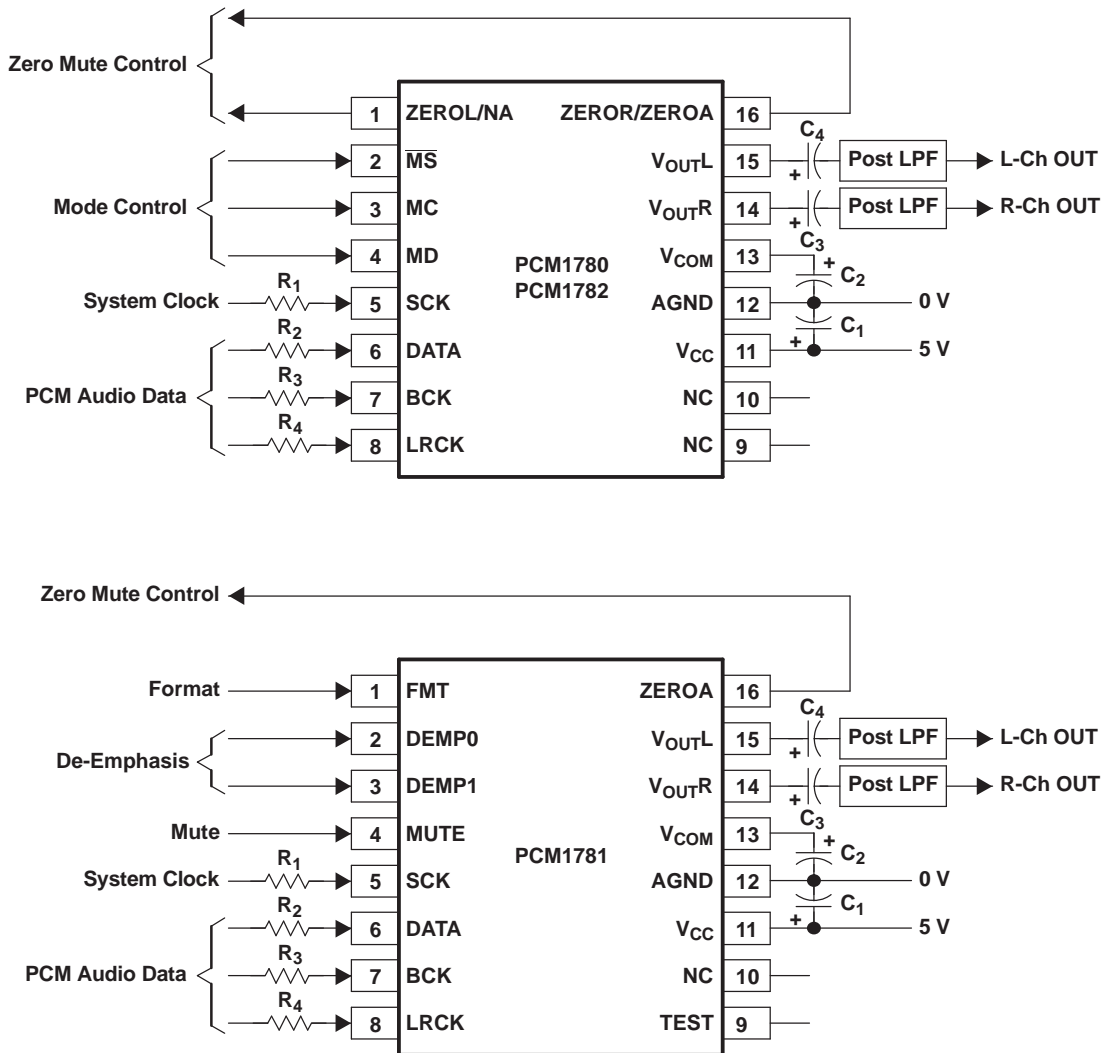 Zero Mute Control
1 ZEROL/NA ZEROR/ZEROA 16
C4
Mode Control
2 MS VOUTL 15 + Post LPF L-Ch OUT
3 MC VOUTR 14 + Post LPF R-Ch OUT
C3
4 MD VCOM 13 +
PCM1780
PCM1782
C2
System Clock R1 5 SCK AGND 12 0 V
C1
R2 6 DATA VCC 11 + 5 V
PCM Audio Data R3 7 BCK NC 10
R4 8 LRCK NC 9
Zero Mute Control
Format 1 FMT ZEROA 16
C4
De-Emphasis
2 DEMP0 VOUTL 15 + Post LPF L-Ch OUT
3 DEMP1 VOUTR 14 + Post LPF R-Ch OUT
C3
Mute 4 MUTE VCOM 13 +
PCM1781
C2
System Clock R1 5 SCK AGND 12 0 V
C1
R2 6 DATA VCC 11 + 5 V
PCM Audio Data R3 7 BCK NC 10
R4 8 LRCK TEST 9